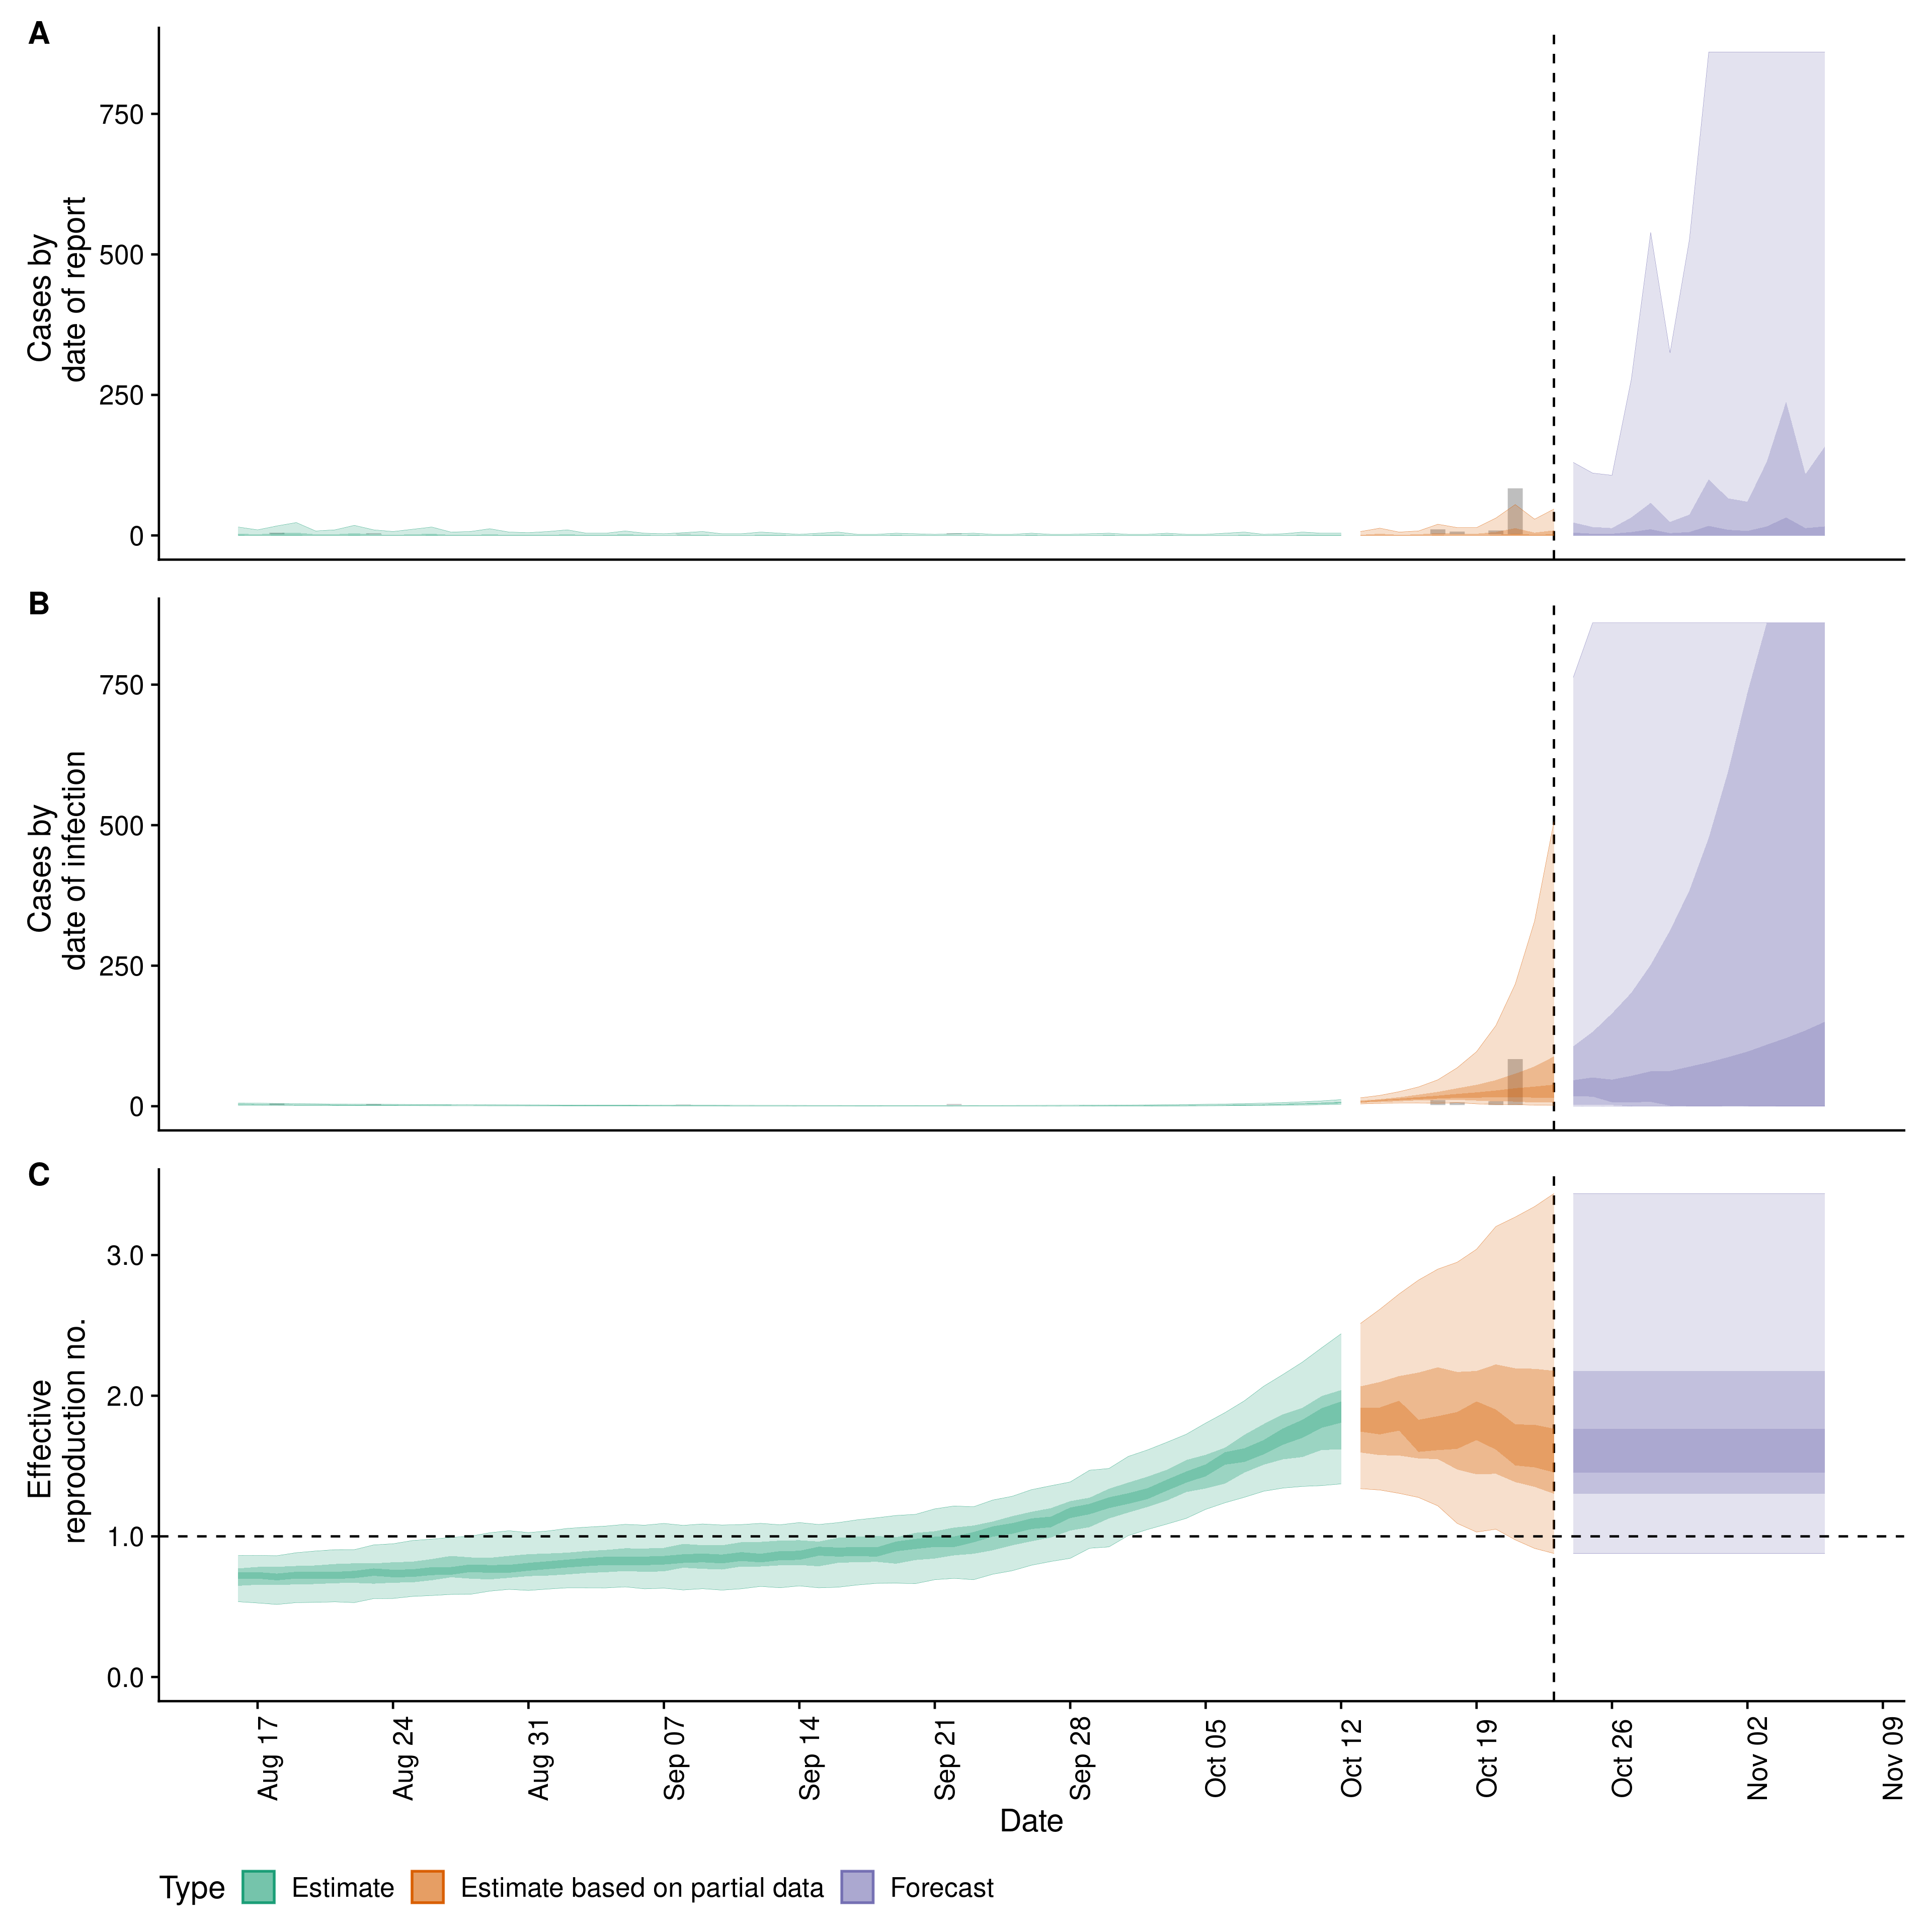 A
Cases by
date of report
750
500
250
0
B
Cases by
date of infection
750
500
250
0
C
Effective
reproduction no.
3.0
2.0
1.0
0.0
Aug 17
Aug 24
Aug 31
Sep 07
Sep 14
Sep 21
Sep 28
Oct 05
Oct 12
Oct 19
Oct 26
Nov 02
Nov 09
Date
Type
Estimate
Estimate based on partial data
Forecast